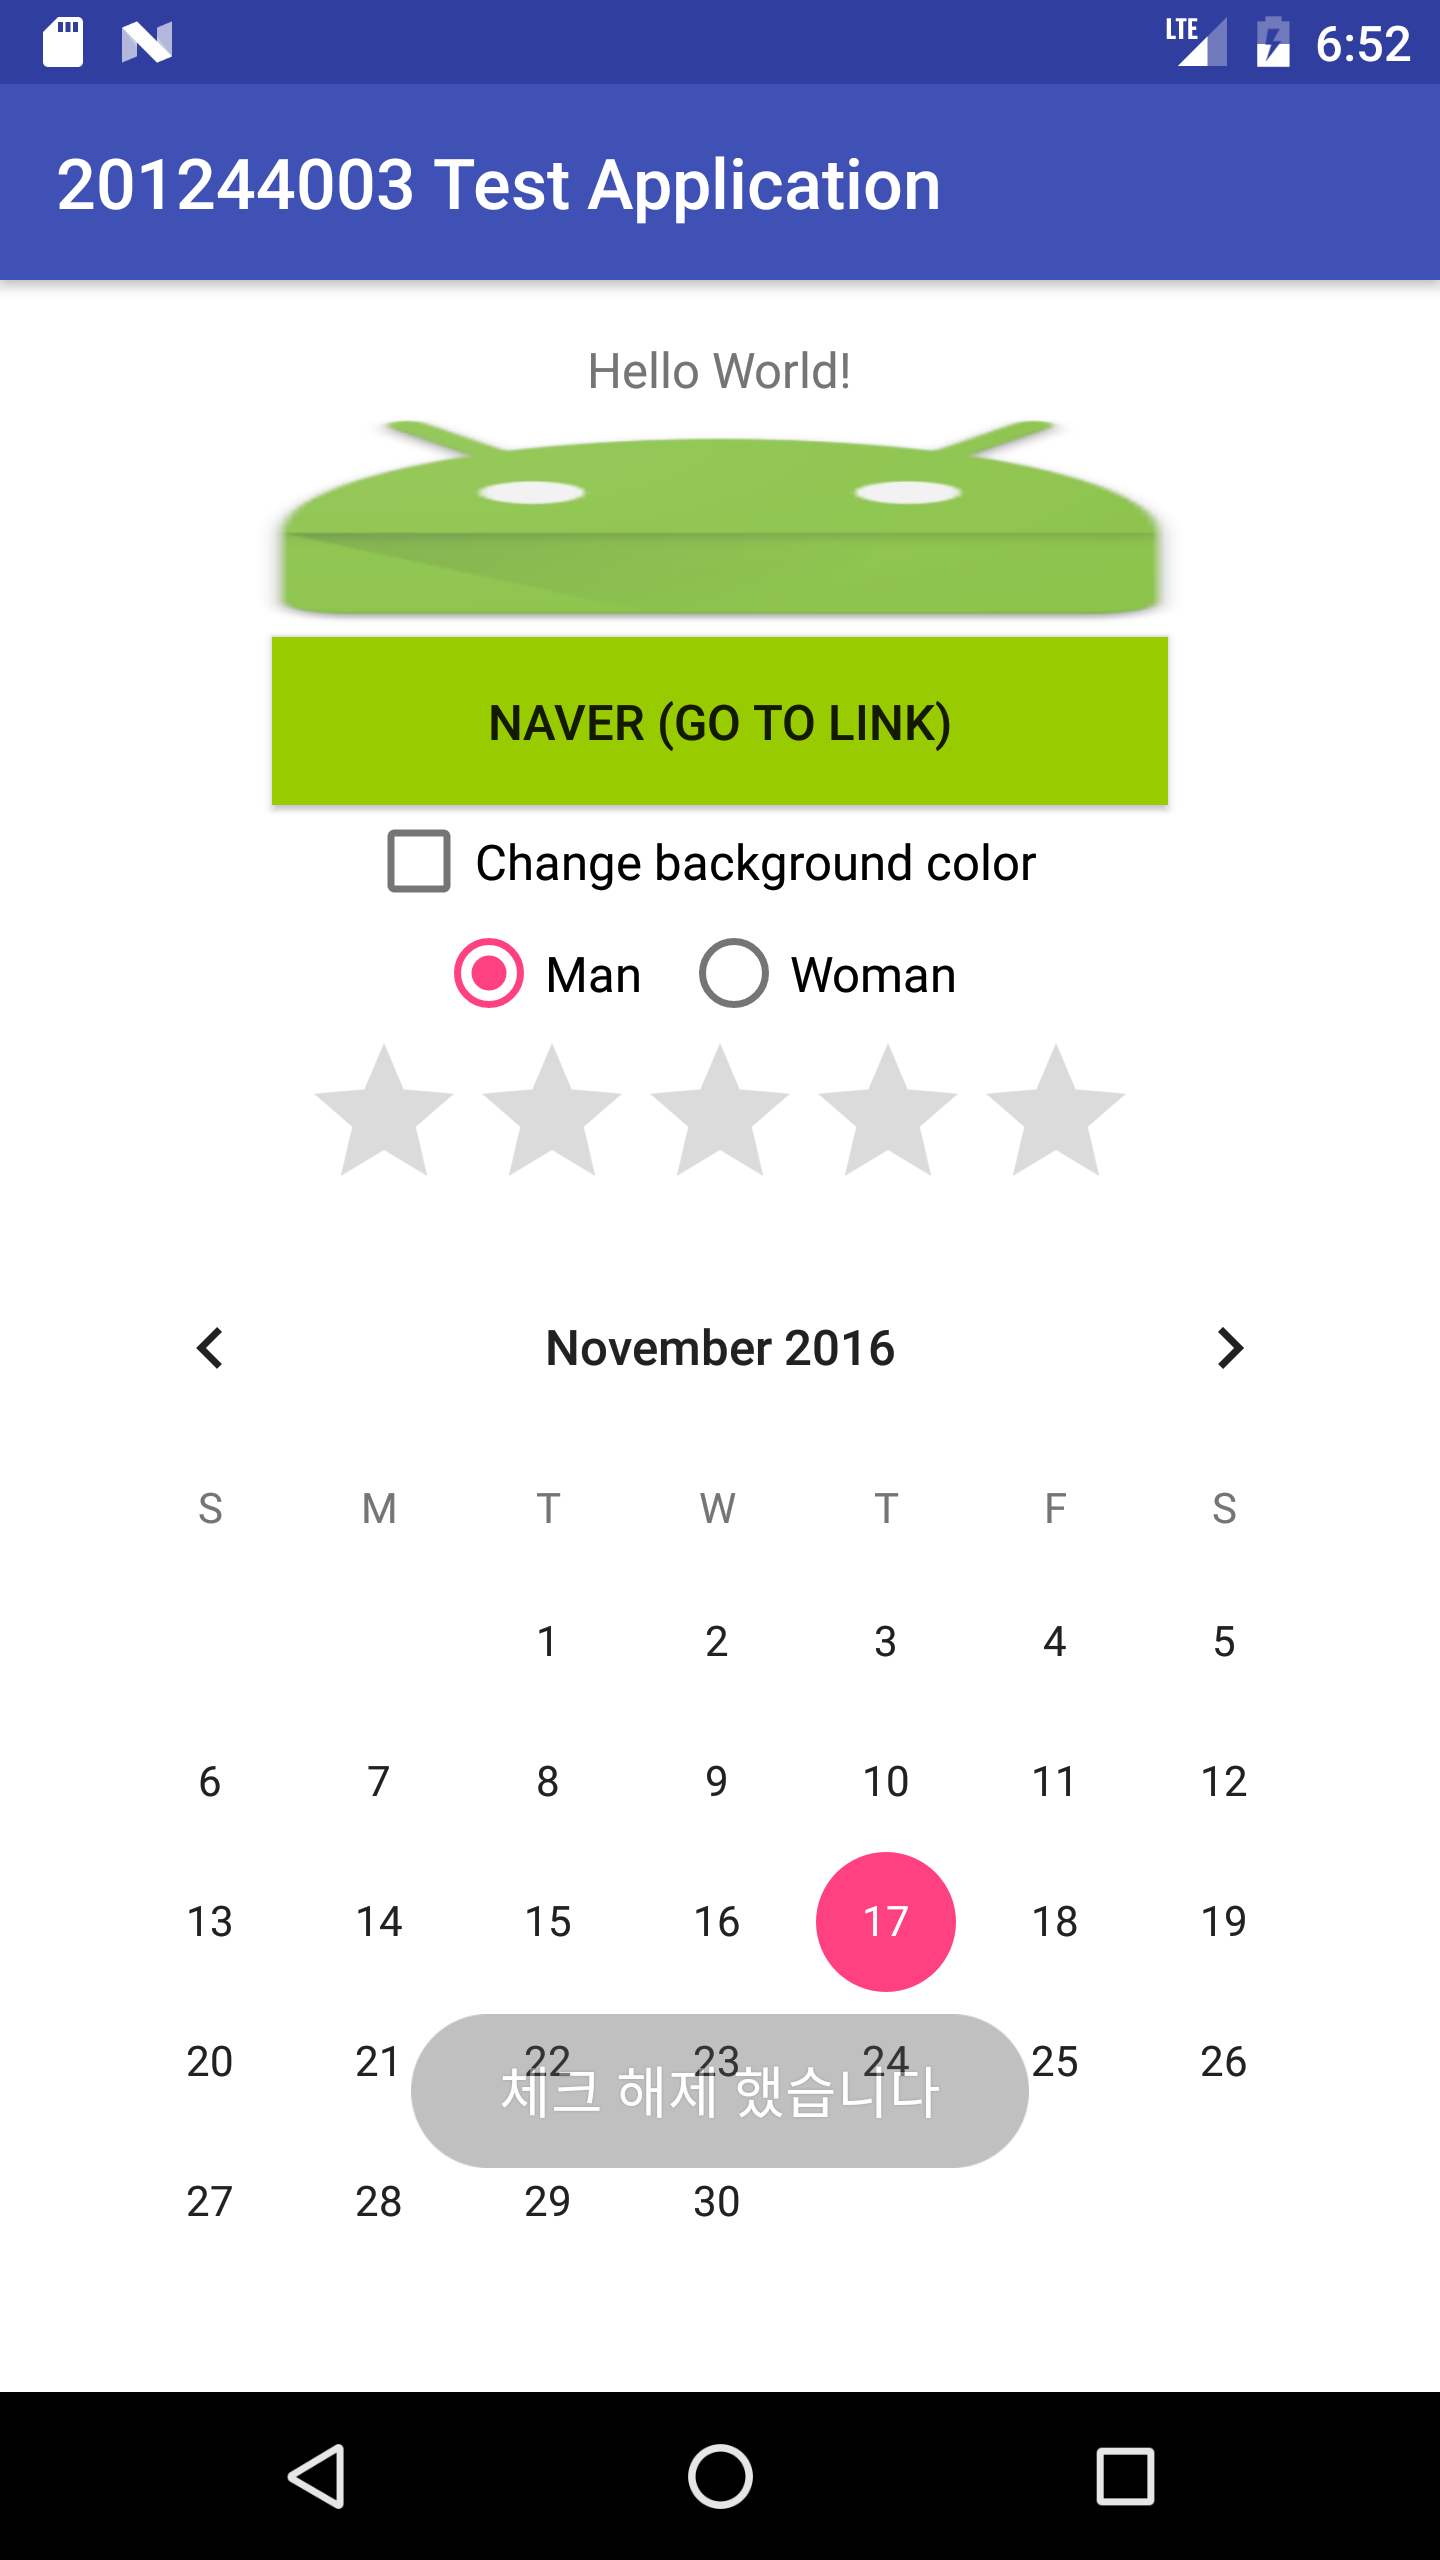 LTE 6:52
201244003 Test Application
Hello World!
NAVER (GO TO LINK)
Change background color
Man Woman
November 2016
S M T W T F S
1 2 3 4 5
6 7 8 9 10 11 12
13 14 15 16 17 18 19
20 21 22 23 24 25 26
체크 해제 했습니다
27 28 29 30